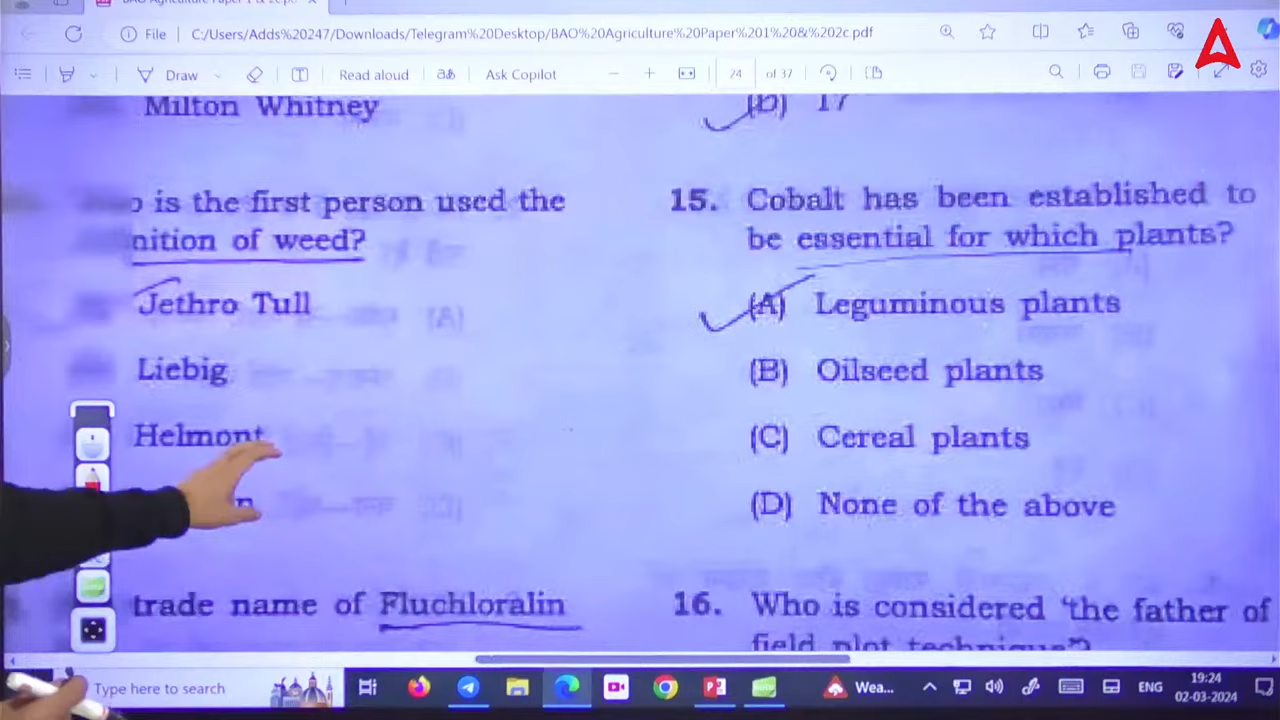 File C:/Users/Adds%20247/Downloads/Telegram%20Desktop/BAO%20Agriculture%20Paper%201%20&%202c.pdf
Draw Read aloud Ask Copilot 24 of 37
Milton Whitney
is the first person used the
nition of weed?
Jethro Tull
Liebig
Helmont
trade name of Fluchloralin
(D) 17
15. Cobalt has been established to
be essential for which plants?
(A) Leguminous plants
(B) Oilseed plants
(C) Cereal plants
(D) None of the above
16. Who is considered 'the father of
field plot technique'?
Type here to search
Wea...
ENG
19:24
02-03-2024